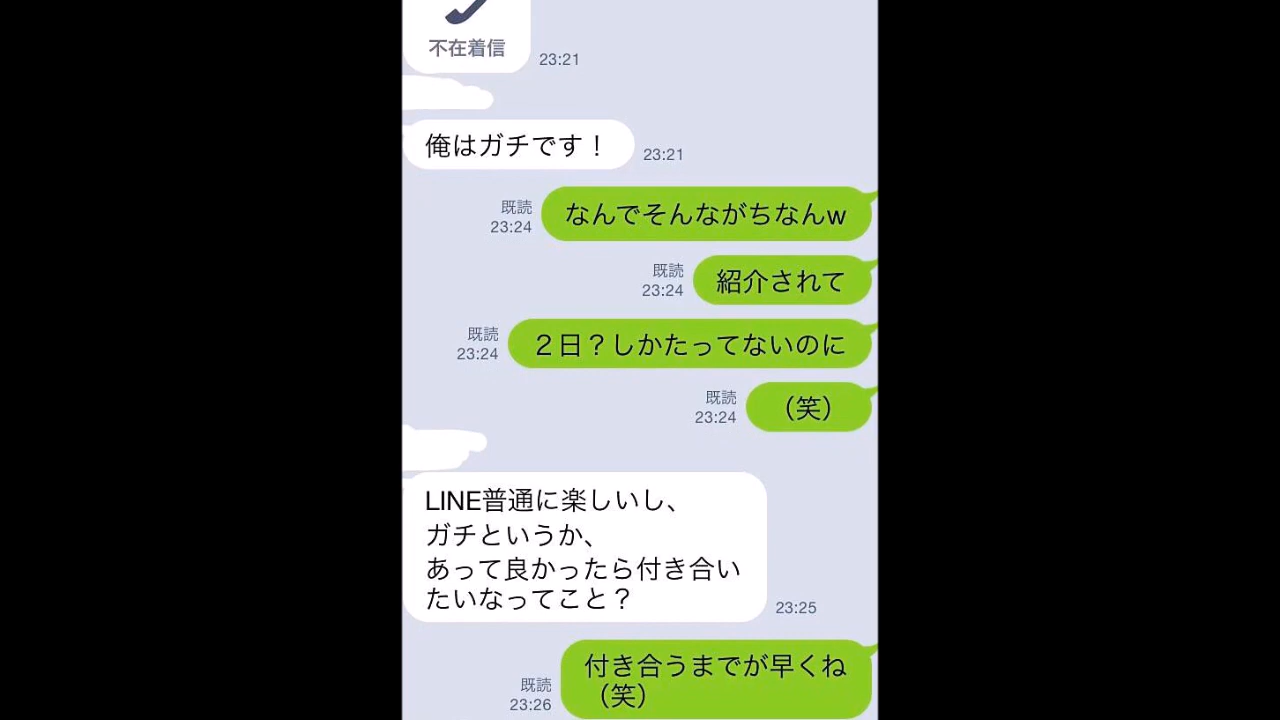 不在着信
23:21
俺はガチです！
23:21
既読
23:24
なんでそんながちなんw
既読
23:24
紹介されて
既読
23:24
２日？しかたってないのに
既読
23:24
（笑）
LINE普通に楽しいし、
ガチというか、
あって良かったら付き合い
たいなってこと？
23:25
付き合うまでが早くね
（笑）
既読
23:26